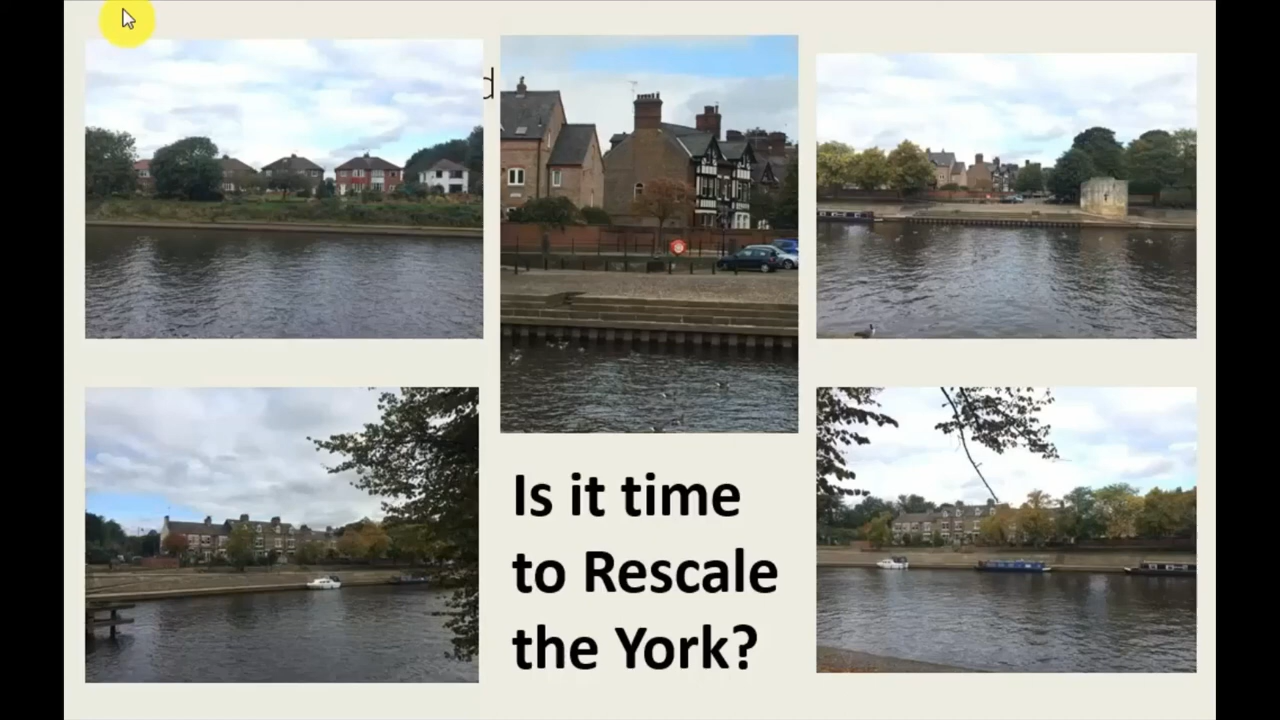 d
Is it time
to Rescale
the York?